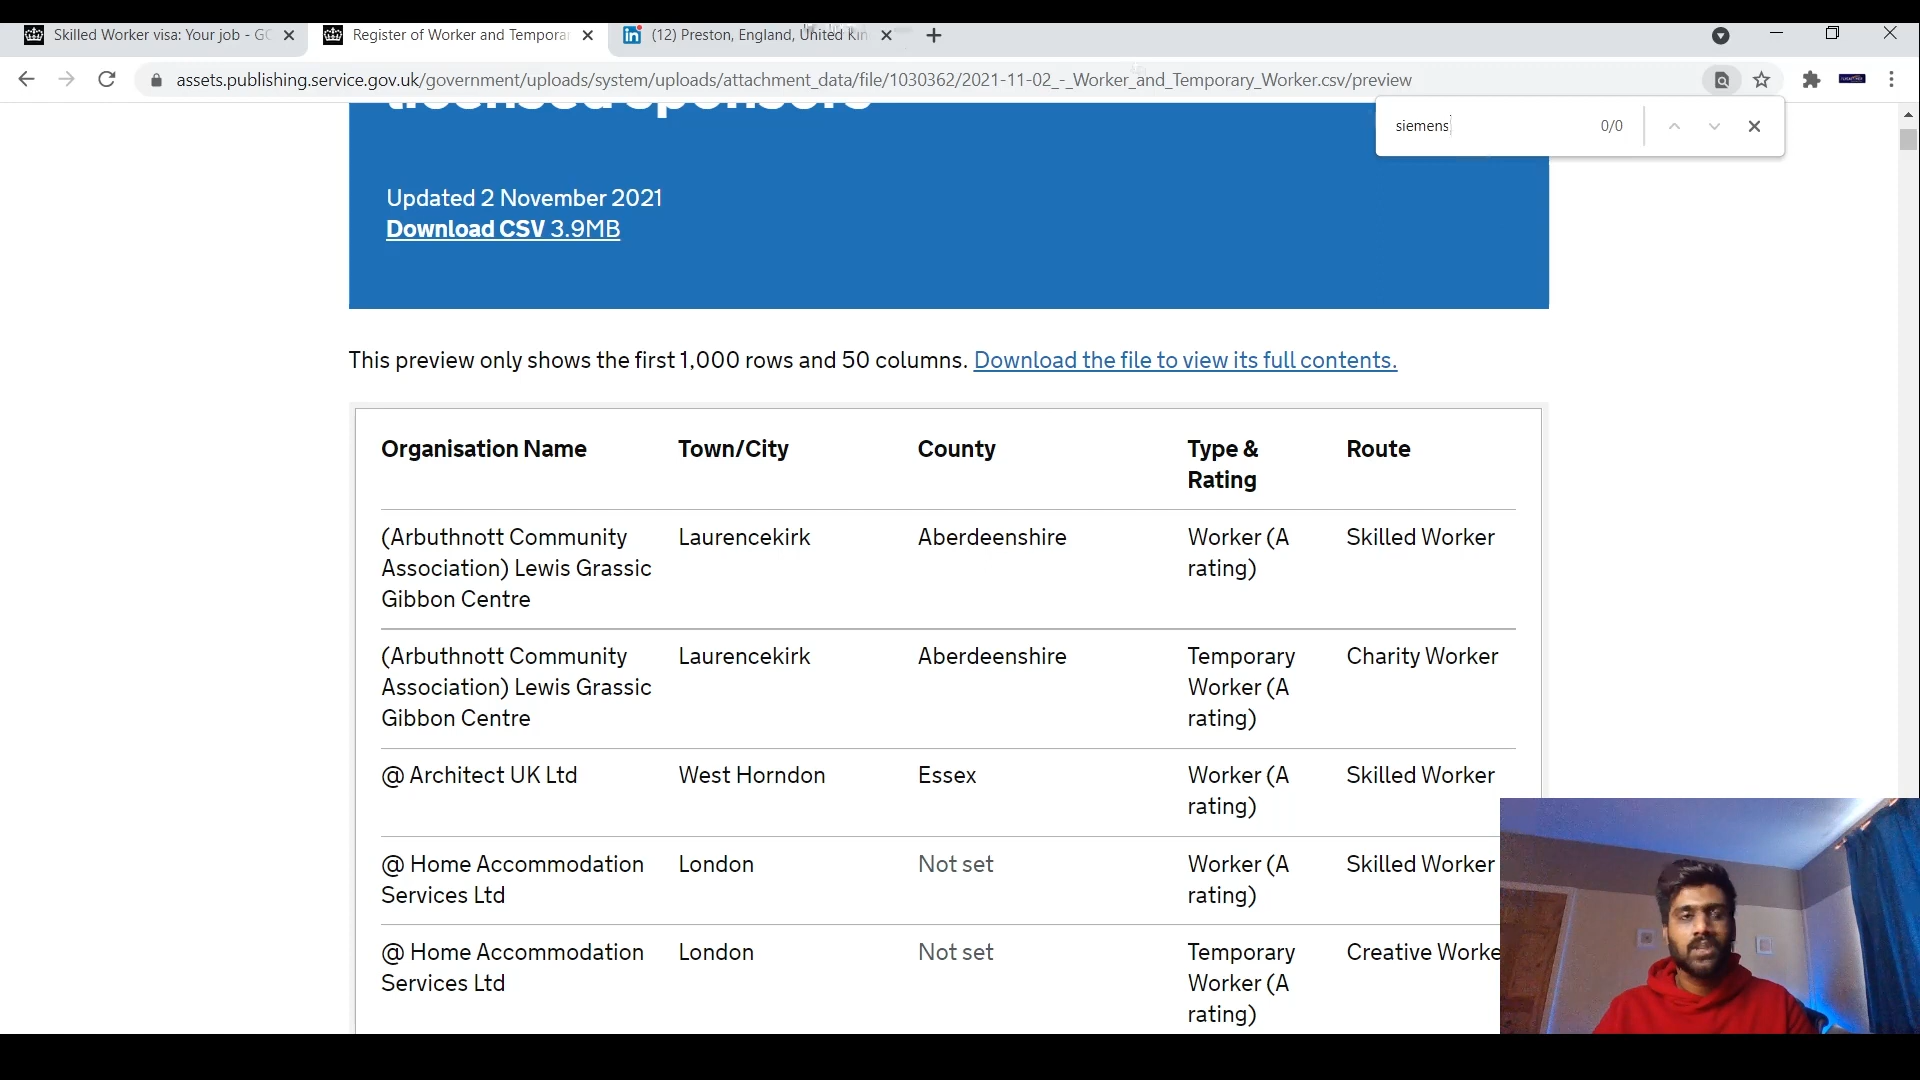 Skilled Worker visa: Your job - GO
Register of Worker and Tempora
(12) Preston, England, United Kin
assets.publishing.service.gov.uk/government/uploads/system/uploads/attachment_data/file/1030362/2021-11-02_-_Worker_and_Temporary_Worker.csv/preview
siemens 0/0
licensed sponsors
Updated 2 November 2021
Download CSV 3.9MB
This preview only shows the first 1,000 rows and 50 columns. Download the file to view its full contents.
Organisation Name Town/City County Type & Rating Route
(Arbuthnott Community Association) Lewis Grassic Gibbon Centre Laurencekirk Aberdeenshire Worker (A rating) Skilled Worker
(Arbuthnott Community Association) Lewis Grassic Gibbon Centre Laurencekirk Aberdeenshire Temporary Worker (A rating) Charity Worker
@ Architect UK Ltd West Horndon Essex Worker (A rating) Skilled Worker
@ Home Accommodation Services Ltd London Not set Worker (A rating) Skilled Worker
@ Home Accommodation Services Ltd London Not set Temporary Worker (A rating) Creative Worke